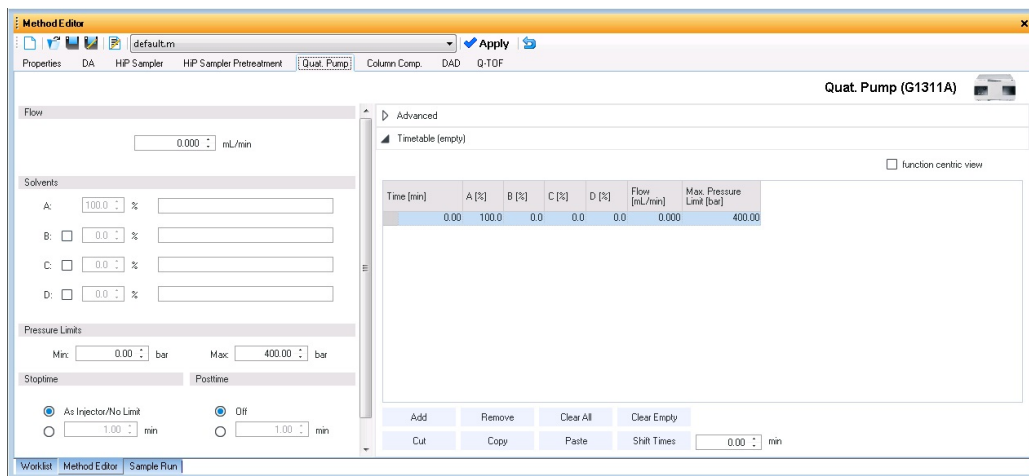 Method Editor
default.m
Apply
Properties DA HiP Sampler HiP Sampler Pretreatment Quat. Pump Column Comp. DAD Q-TOF
Quat. Pump (G1311A)
Flow
0.000 mL/min
Solvents
A: 100.0 %
B: 0.0 %
C: 0.0 %
D: 0.0 %
Pressure Limits
Min: 0.00 bar Max: 400.00 bar
Stoptime Posttime
As Injector/No Limit Off
1.00 min 1.00 min
Advanced
Timetable (empty)
function centric view
Time [min] A [%] B [%] C [%] D [%] Flow [mL/min] Max. Pressure Limit [bar]
0.00 100.0 0.0 0.0 0.0 0.000 400.00
Add Remove Clear All Clear Empty
Cut Copy Paste Shift Times 0.00 min
Worklist Method Editor Sample Run